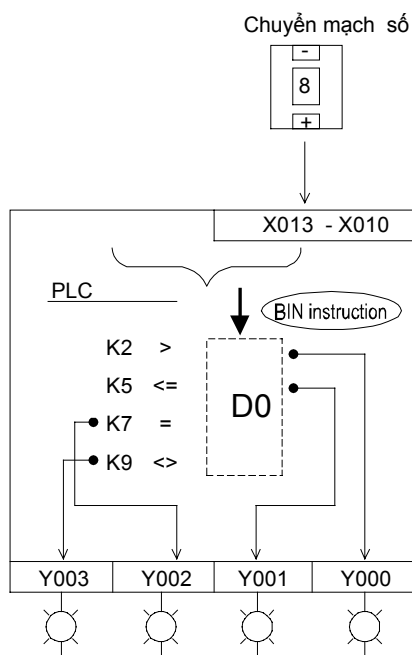 Chuyển mạch số
-
8
+
X013 - X010
PLC
BIN instruction
K2 >
K5 <=
K7 =
K9 <>
D0
Y003 Y002 Y001 Y000